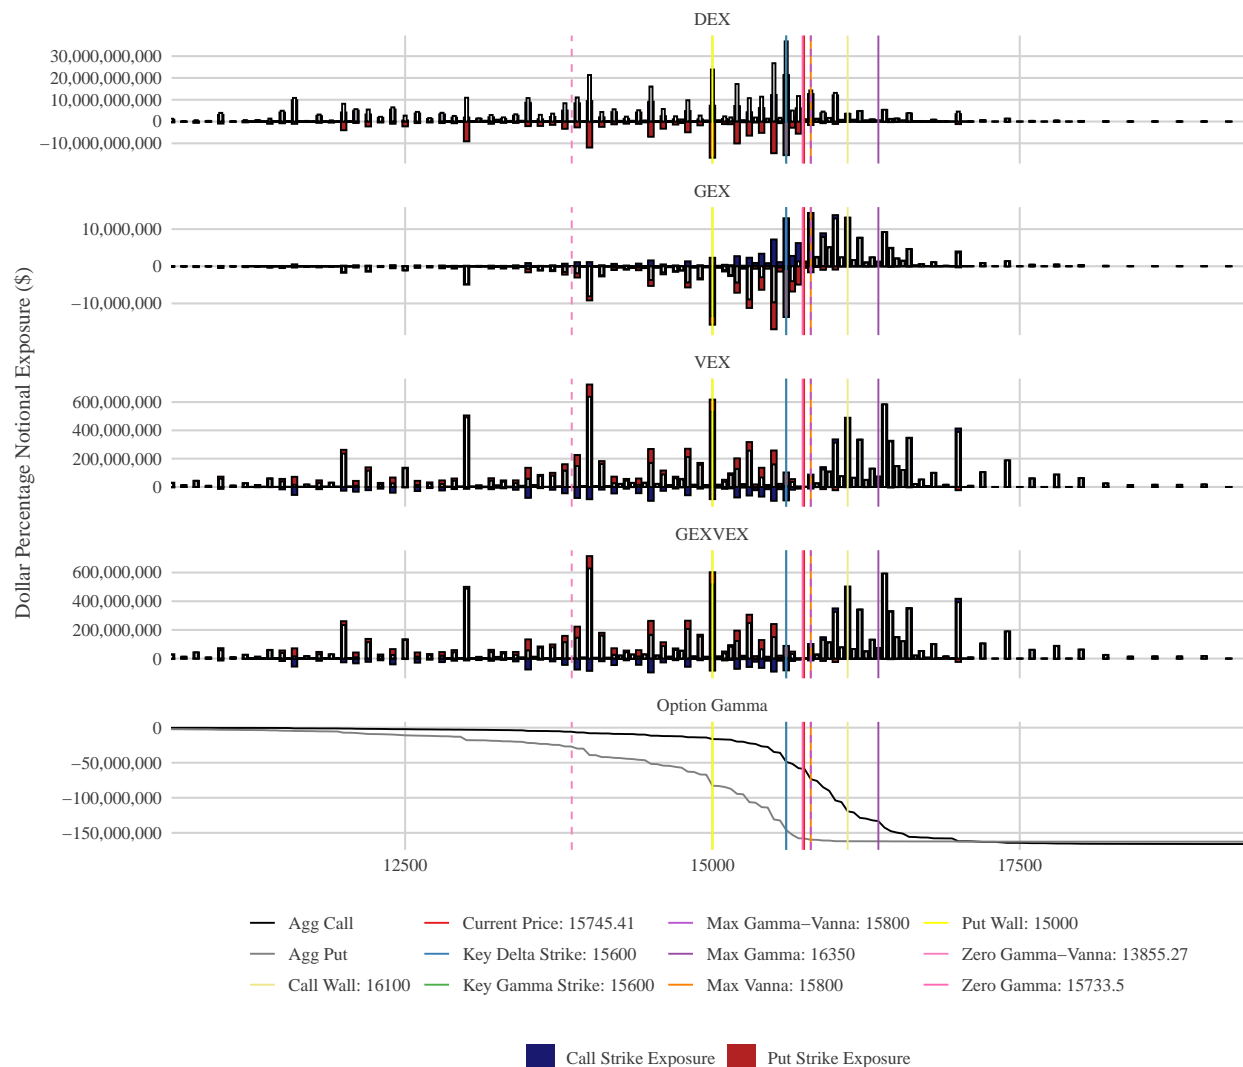 DEX
30,000,000,000
20,000,000,000
10,000,000,000
0
−10,000,000,000
GEX
10,000,000
0
−10,000,000
Dollar Percentage Notional Exposure ($)
VEX
600,000,000
400,000,000
200,000,000
0
GEXVEX
600,000,000
400,000,000
200,000,000
0
Option Gamma
0
−50,000,000
−100,000,000
−150,000,000
12500 15000 17500
Agg Call Current Price: 15745.41 Max Gamma−Vanna: 15800 Put Wall: 15000
Agg Put Key Delta Strike: 15600 Max Gamma: 16350 Zero Gamma−Vanna: 13855.27
Call Wall: 16100 Key Gamma Strike: 15600 Max Vanna: 15800 Zero Gamma: 15733.5
Call Strike Exposure Put Strike Exposure